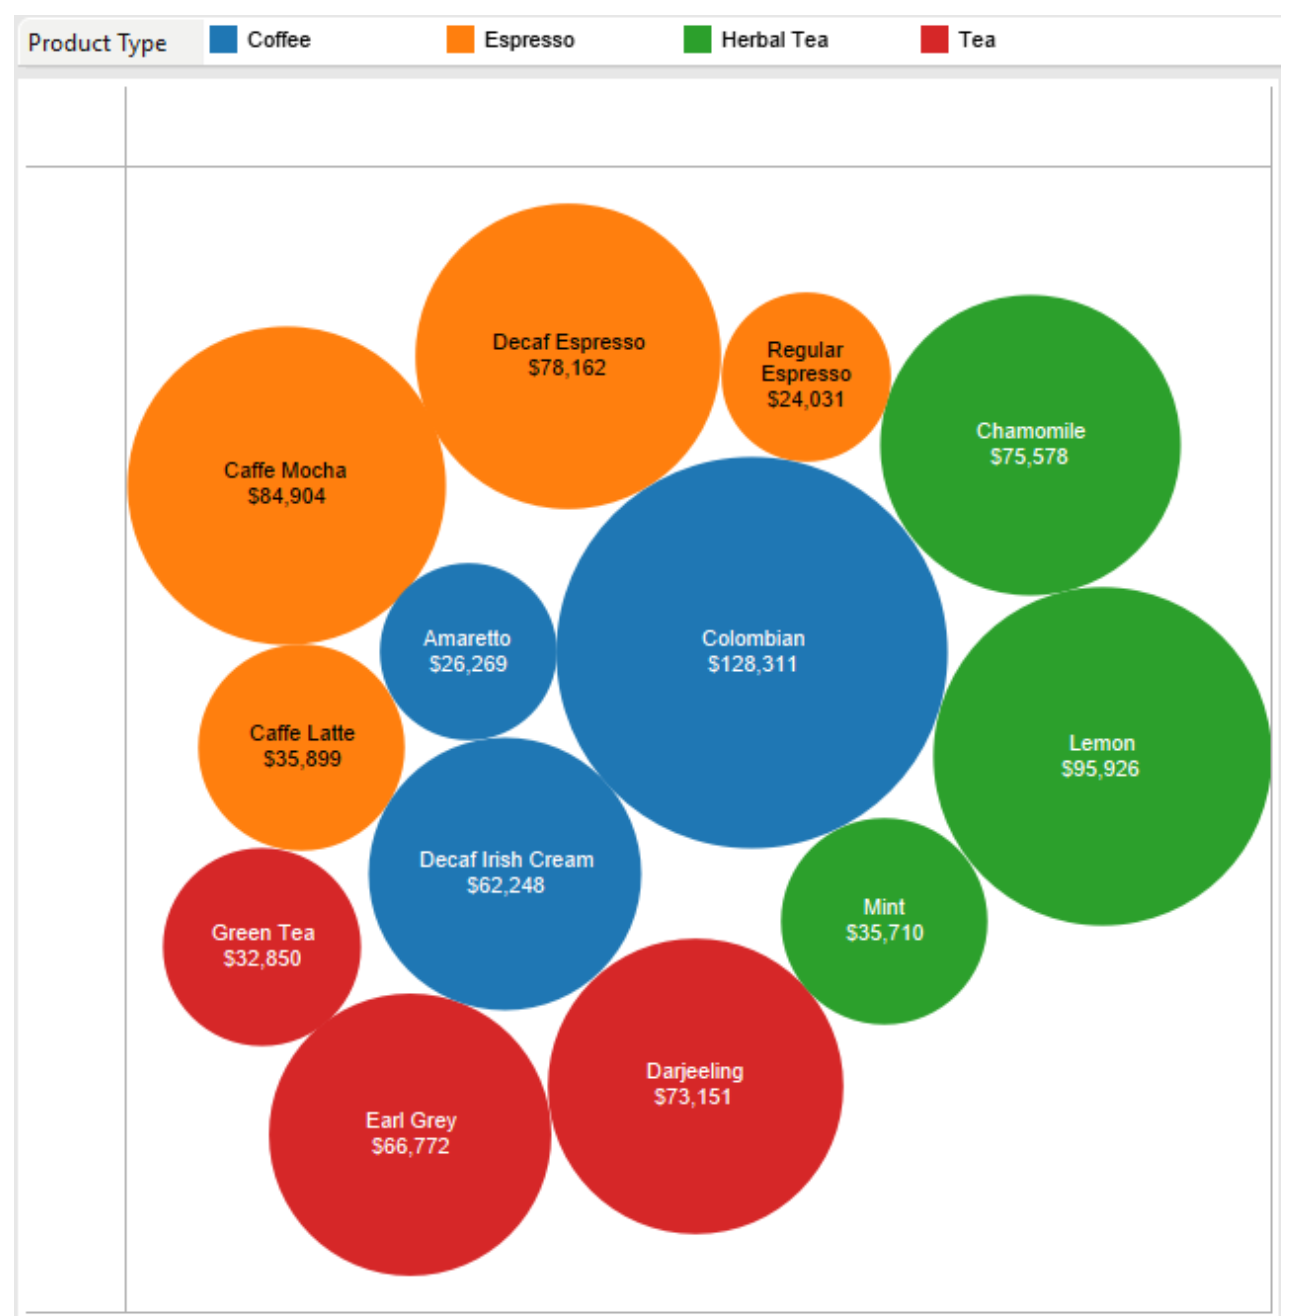 Product Type
Coffee
Espresso
Herbal Tea
Tea
Decaf Espresso
$78,162
Regular
Espresso
$24,031
Chamomile
$75,578
Caffe Mocha
$84,904
Amaretto
$26,269
Colombian
$128,311
Caffe Latte
$35,899
Lemon
$95,926
Decaf Irish Cream
$62,248
Mint
$35,710
Green Tea
$32,850
Darjeeling
$73,151
Earl Grey
$66,772